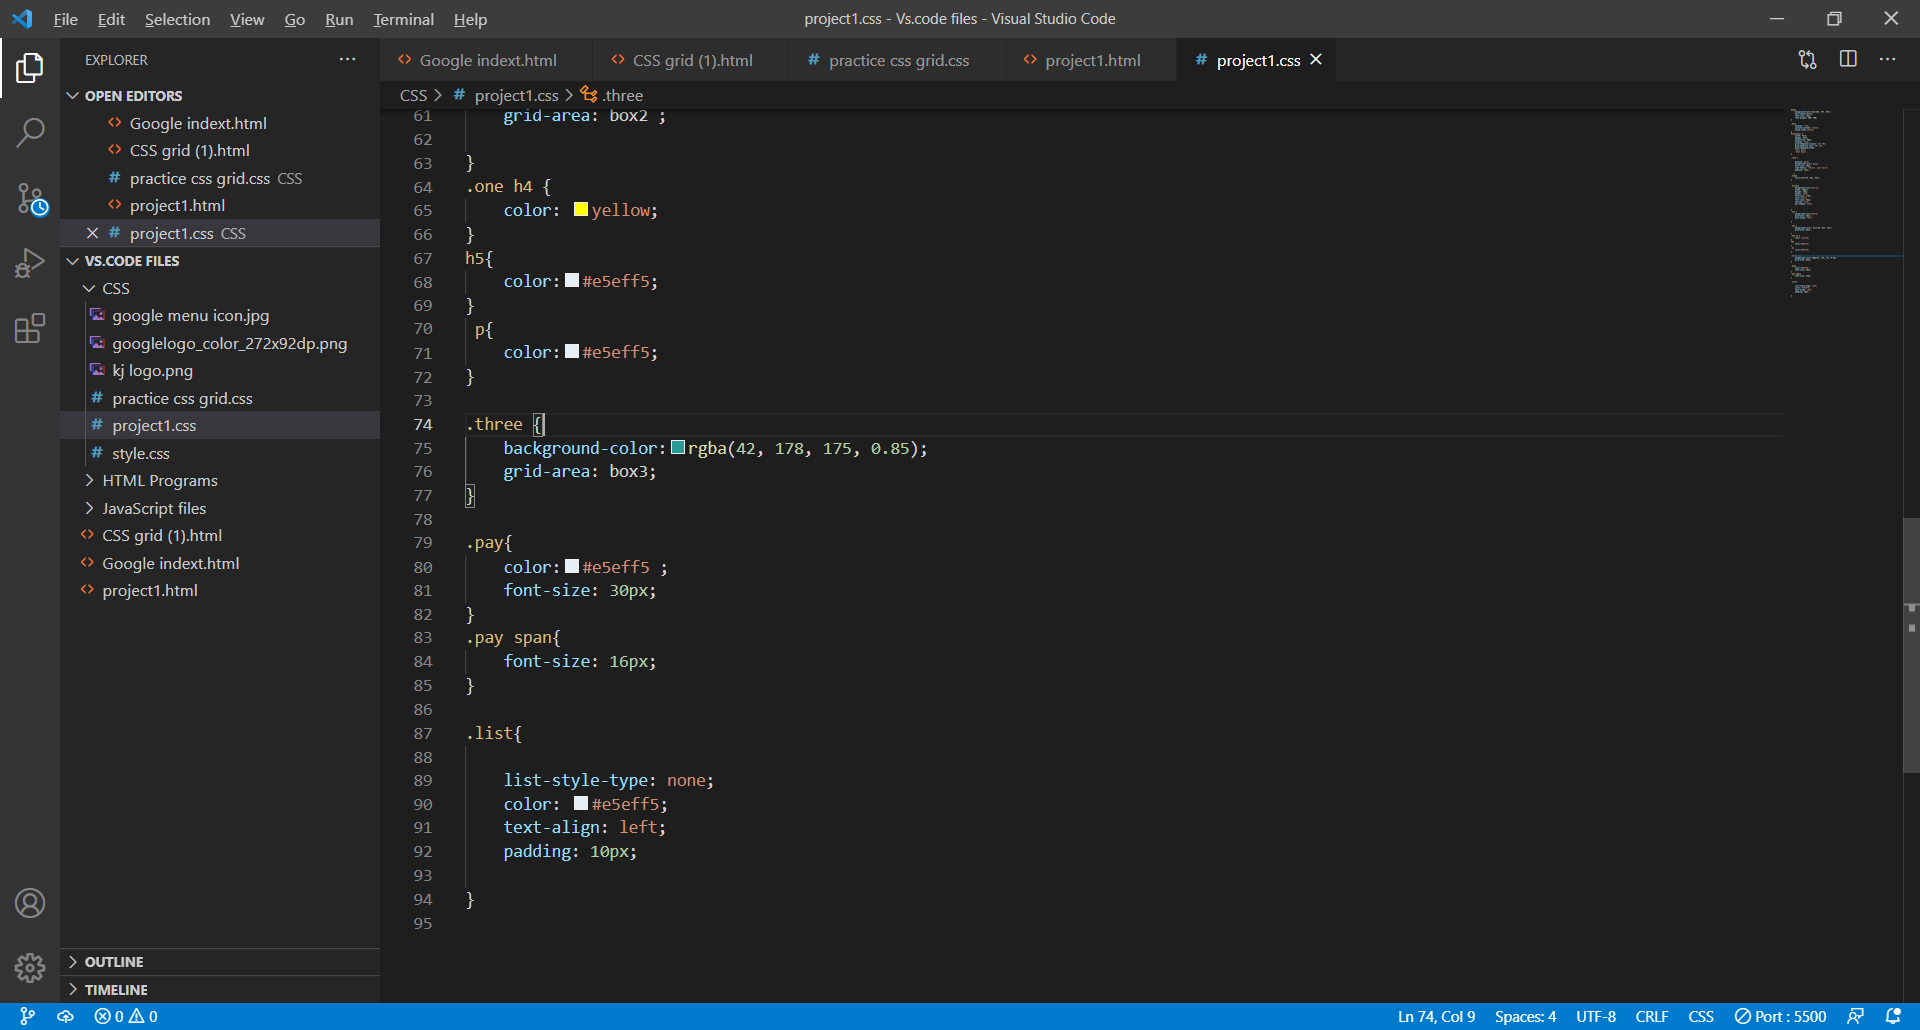 File Edit Selection View Go Run Terminal Help
project1.css - Vs.code files - Visual Studio Code
EXPLORER
OPEN EDITORS
Google indext.html
CSS grid (1).html
practice css grid.css CSS
project1.html
project1.css CSS
VS.CODE FILES
CSS
google menu icon.jpg
googlelogo_color_272x92dp.png
kj logo.png
practice css grid.css
project1.css
style.css
HTML Programs
JavaScript files
CSS grid (1).html
Google indext.html
project1.html
OUTLINE
TIMELINE
Google indext.html CSS grid (1).html practice css grid.css project1.html project1.css
CSS > # project1.css > .three
61 grid-area: box2 ;
62
63 }
64 .one h4 {
65 color: yellow;
66 }
67 h5{
68 color: #e5eff5;
69 }
70 p{
71 color: #e5eff5;
72 }
73
74 .three {
75 background-color: rgba(42, 178, 175, 0.85);
76 grid-area: box3;
77 }
78
79 .pay{
80 color: #e5eff5 ;
81 font-size: 30px;
82 }
83 .pay span{
84 font-size: 16px;
85 }
86
87 .list{
88
89 list-style-type: none;
90 color: #e5eff5;
91 text-align: left;
92 padding: 10px;
93
94 }
95
0 0 Ln 74, Col 9 Spaces: 4 UTF-8 CRLF CSS Port : 5500